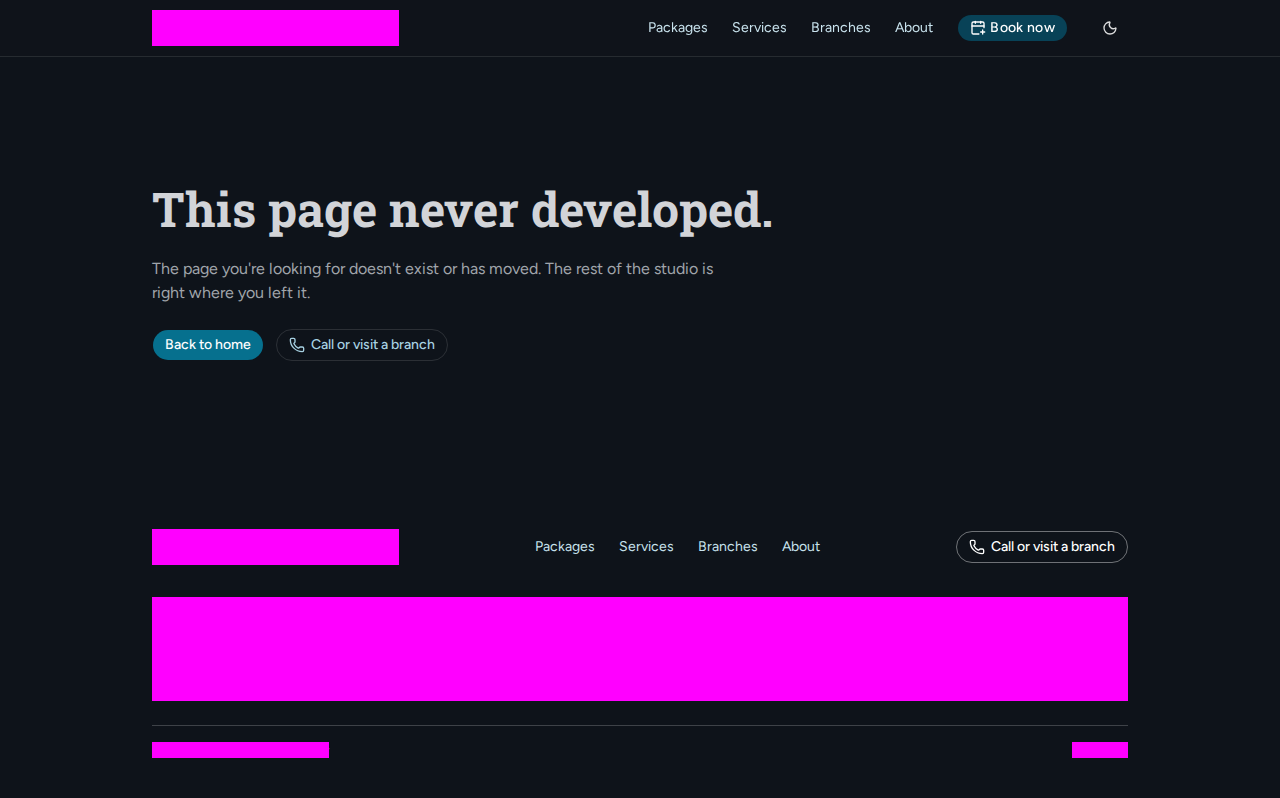 Packages Services Branches About Book now
This page never developed.
The page you're looking for doesn't exist or has moved. The rest of the studio is
right where you left it.
Back to home Call or visit a branch
Packages Services Branches About Call or visit a branch